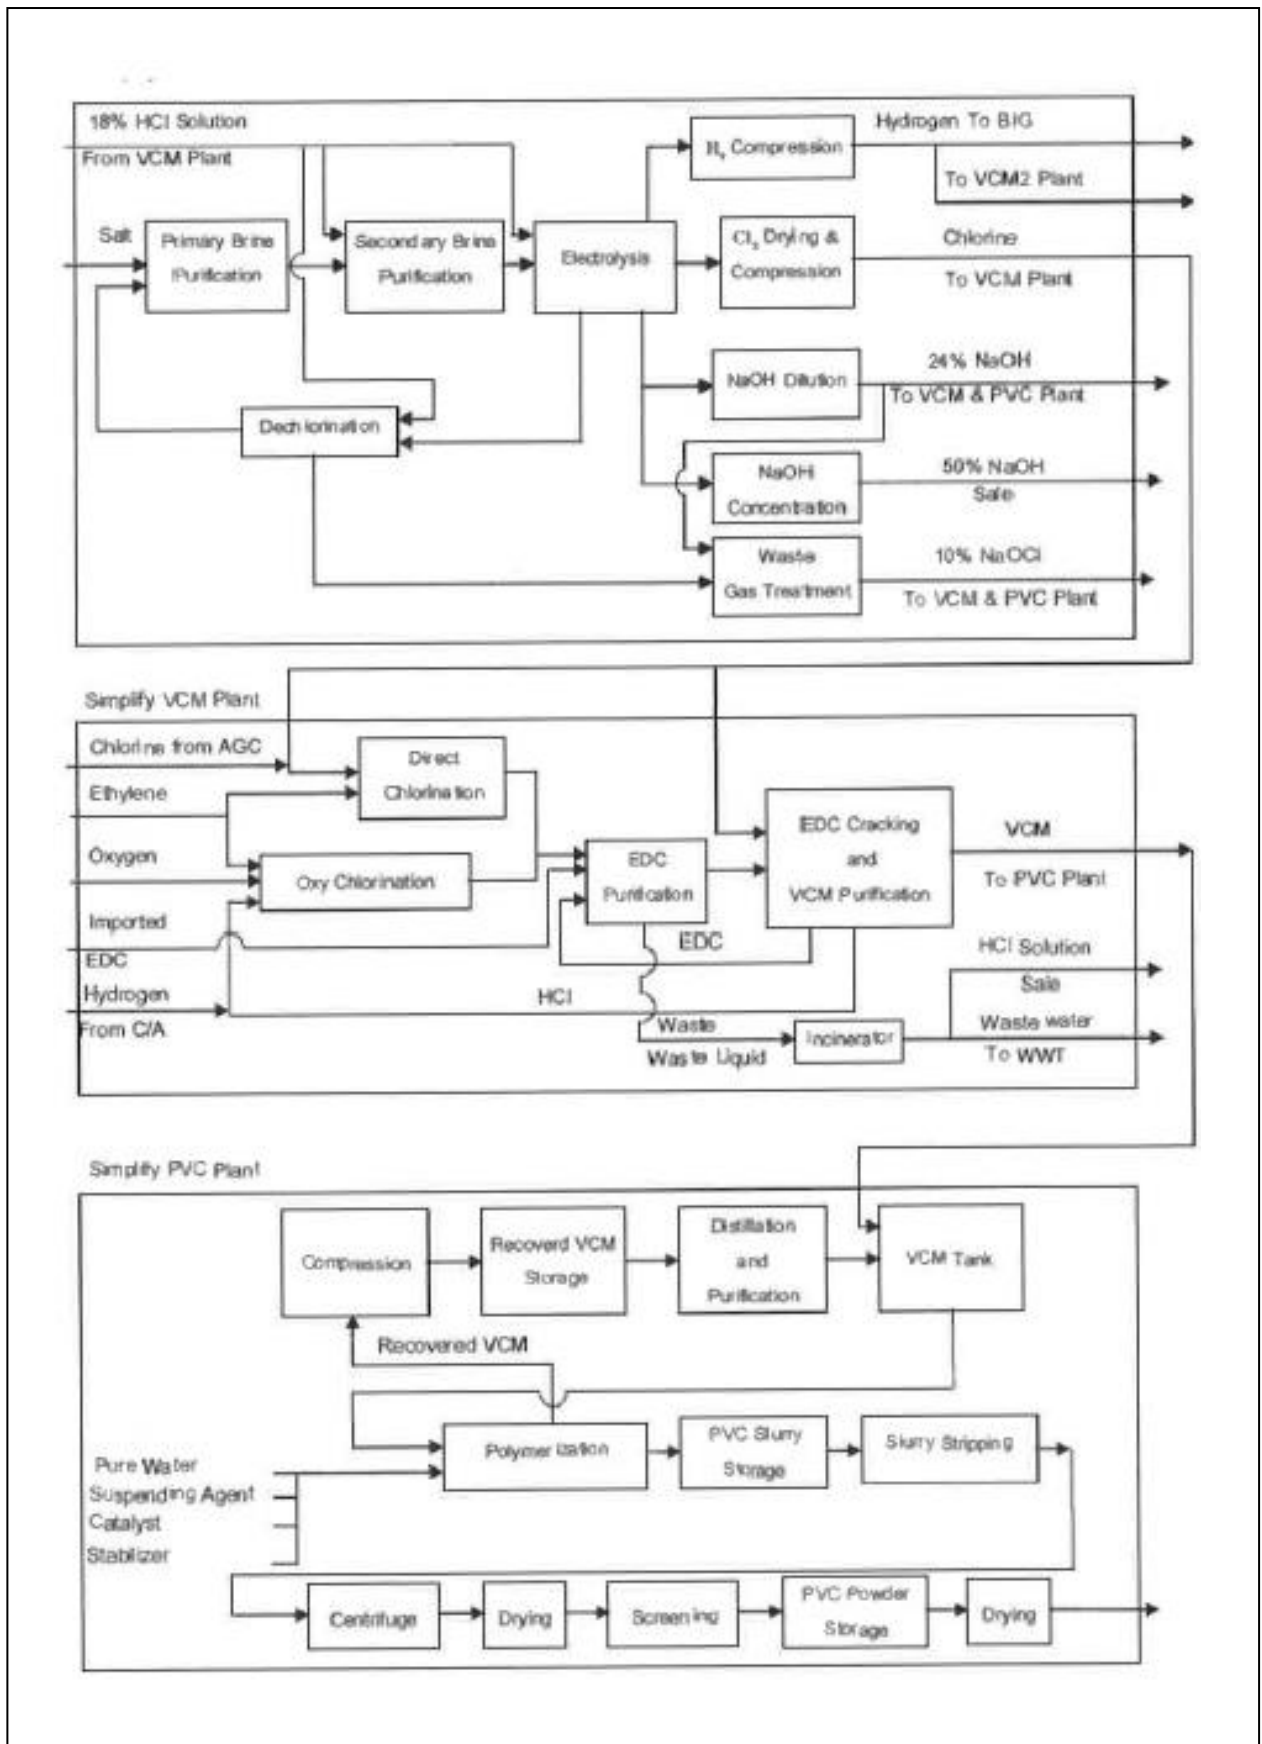 18% HCl Solution
From VCM Plant
H₂ Compression
Hydrogen To BIG
To VCM2 Plant
Salt
Primary Brine
Purification
Secondary Brine
Purification
Electrolysis
Cl₂ Drying &
Compression
Chlorine
To VCM Plant
NaOH Dilution
24% NaOH
To VCM & PVC Plant
Dechlorination
NaOH
Concentration
50% NaOH
Sale
Waste
Gas Treatment
10% NaOCl
To VCM & PVC Plant
Simplify VCM Plant
Chlorine from AGC
Direct
Chlorination
Ethylene
Oxygen
Oxy Chlorination
EDC
Purification
EDC Cracking
and
VCM Purification
VCM
To PVC Plant
Imported
EDC
EDC
HCl Solution
Sale
Hydrogen
From C/A
HCl
Waste
Waste Liquid
Incinerator
Waste water
To WWT
Simplify PVC Plant
Compression
Recoverd VCM
Storage
Distillation
and
Purification
VCM Tank
Recovered VCM
Polymerization
PVC Slurry
Storage
Slurry Stripping
Pure Water
Suspending Agent
Catalyst
Stabilizer
Centrifuge
Drying
Screening
PVC Powder
Storage
Drying